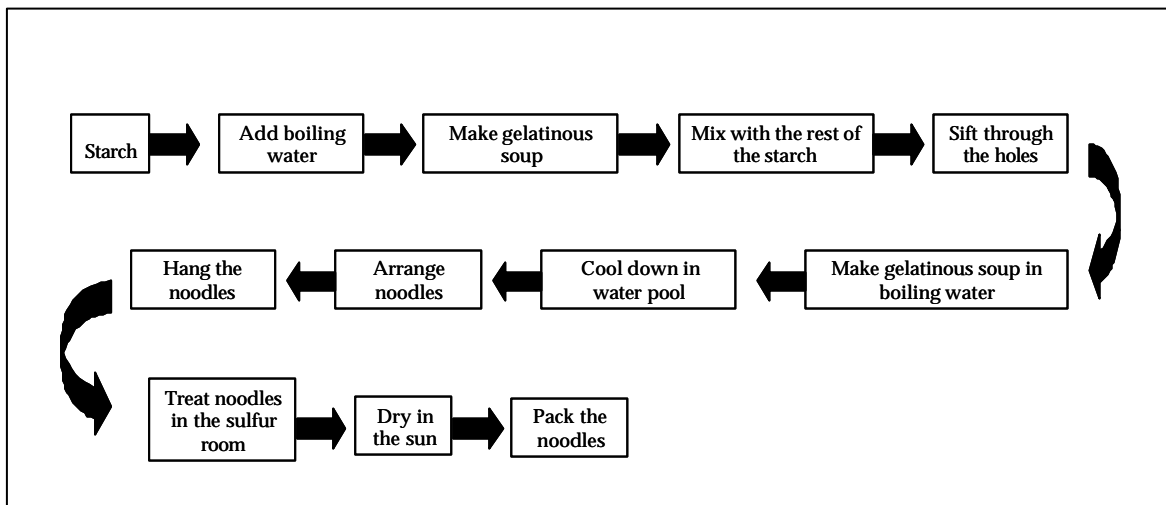 Starch
Add boiling
water
Make gelatinous
soup
Mix with the rest of
the starch
Sift through
the holes
Make gelatinous soup in
boiling water
Cool down in
water pool
Arrange
noodles
Hang the
noodles
Treat noodles
in the sulfur
room
Dry in
the sun
Pack the
noodles